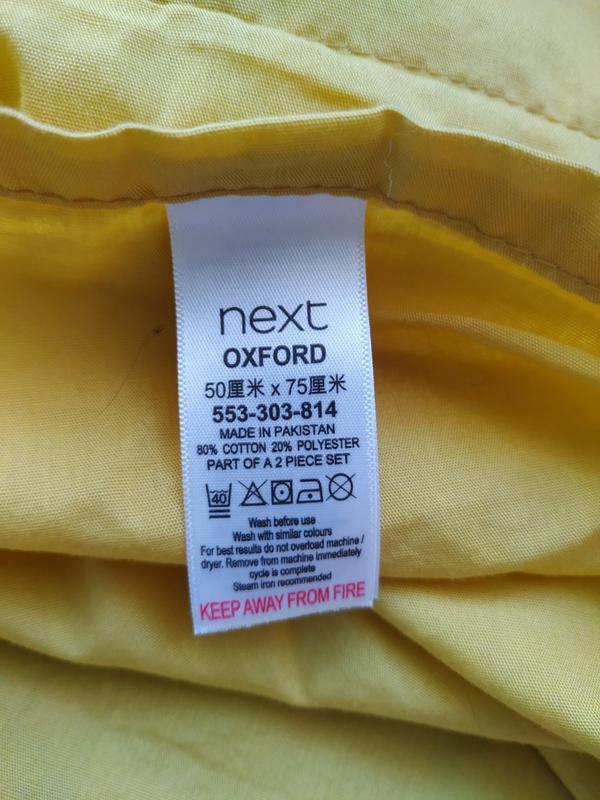 next
OXFORD
50厘米 x 75厘米
553-303-814
MADE IN PAKISTAN
80% COTTON 20% POLYESTER
PART OF A 2 PIECE SET
40
Wash before use
Wash with similar colours
For best results do not overload machine /
dryer. Remove from machine immediately
cycle is complete
Steam iron recommended
KEEP AWAY FROM FIRE